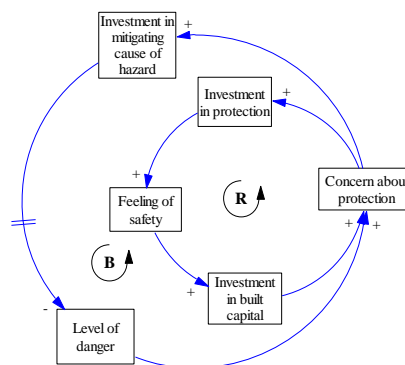 Investment in
mitigating cause of
hazard
+
Investment
in protection
+
Concern about
protection
+
Feeling of
safety
R
+
+
B
+
Investment
in built
capital
-
Level of
danger